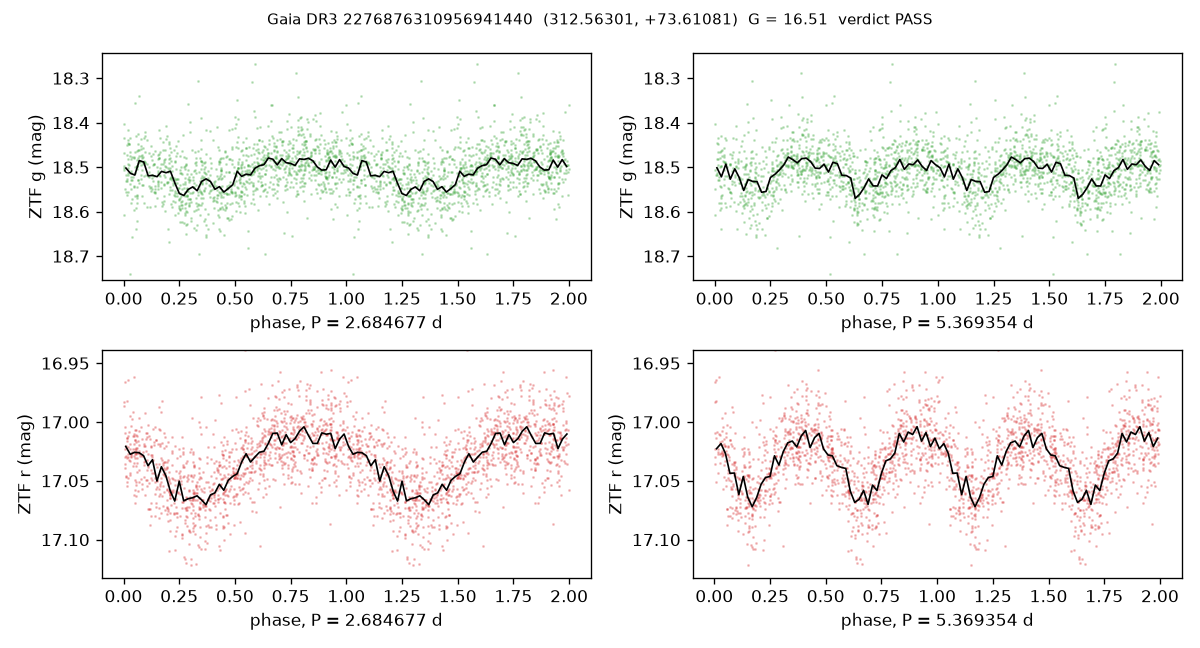 Gaia DR3 2276876310956941440  (312.56301, +73.61081)  G = 16.51  verdict PASS
ZTF g (mag)
18.3
18.4
18.5
18.6
18.7
0.00 0.25 0.50 0.75 1.00 1.25 1.50 1.75 2.00
phase, P = 2.684677 d
ZTF g (mag)
18.3
18.4
18.5
18.6
18.7
0.00 0.25 0.50 0.75 1.00 1.25 1.50 1.75 2.00
phase, P = 5.369354 d
ZTF r (mag)
16.95
17.00
17.05
17.10
0.00 0.25 0.50 0.75 1.00 1.25 1.50 1.75 2.00
phase, P = 2.684677 d
ZTF r (mag)
16.95
17.00
17.05
17.10
0.00 0.25 0.50 0.75 1.00 1.25 1.50 1.75 2.00
phase, P = 5.369354 d